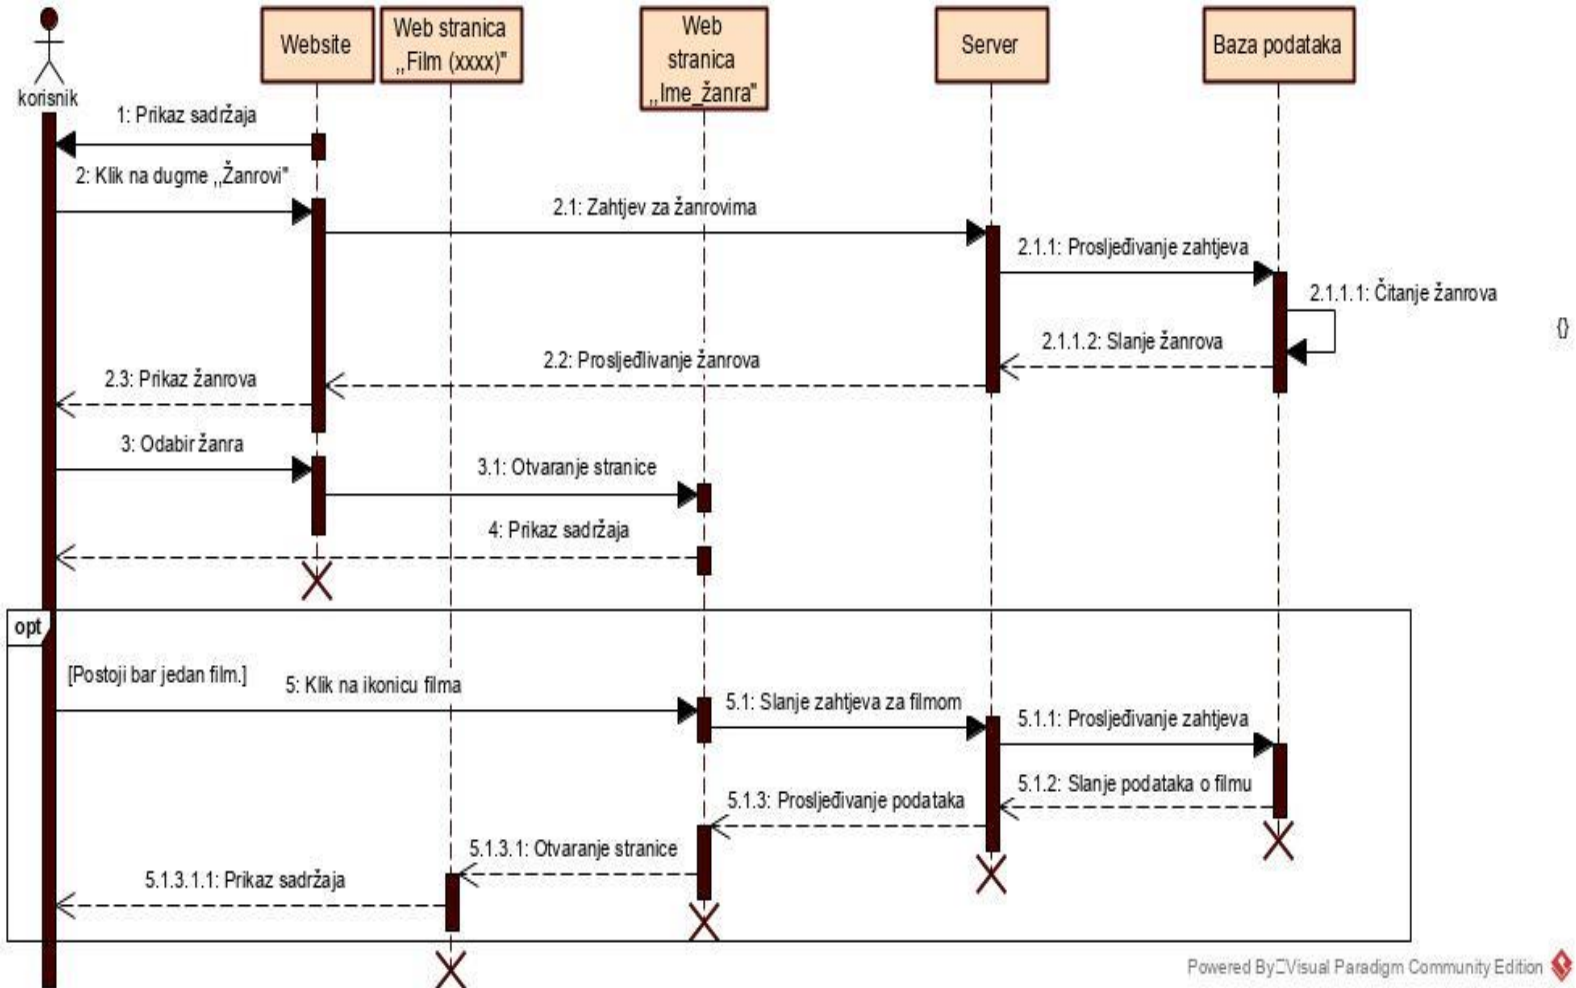 korisnik
Website
Web stranica
,,Film (xxxx)"
Web
stranica
,,Ime_žanra"
Server
Baza podataka
1: Prikaz sadržaja
2: Klik na dugme ,,Žanrovi"
2.1: Zahtjev za žanrovima
2.1.1: Prosljeđivanje zahtjeva
2.1.1.1: Čitanje žanrova
{}
2.1.1.2: Slanje žanrova
2.2: Prosljeđlivanje žanrova
2.3: Prikaz žanrova
3: Odabir žanra
3.1: Otvaranje stranice
4: Prikaz sadržaja
opt
[Postoji bar jedan film.]
5: Klik na ikonicu filma
5.1: Slanje zahtjeva za filmom
5.1.1: Prosljeđivanje zahtjeva
5.1.2: Slanje podataka o filmu
5.1.3: Prosljeđivanje podataka
5.1.3.1: Otvaranje stranice
5.1.3.1.1: Prikaz sadržaja
Powered By□Visual Paradigm Community Edition